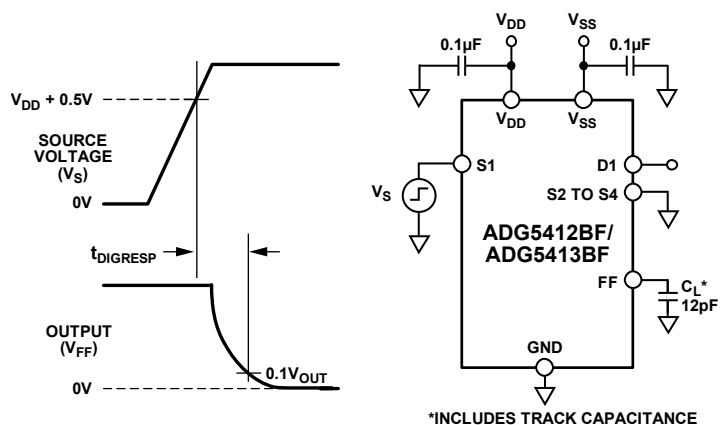 V_DD + 0.5V
SOURCE
VOLTAGE
(V_S)
0V
t_DIGRESP
OUTPUT
(V_FF)
0.1V_OUT
0V
V_DD
V_SS
0.1µF
0.1µF
V_DD
V_SS
S1
D1
V_S
S2 TO S4
ADG5412BF/
ADG5413BF
FF
C_L*
12pF
GND
*INCLUDES TRACK CAPACITANCE